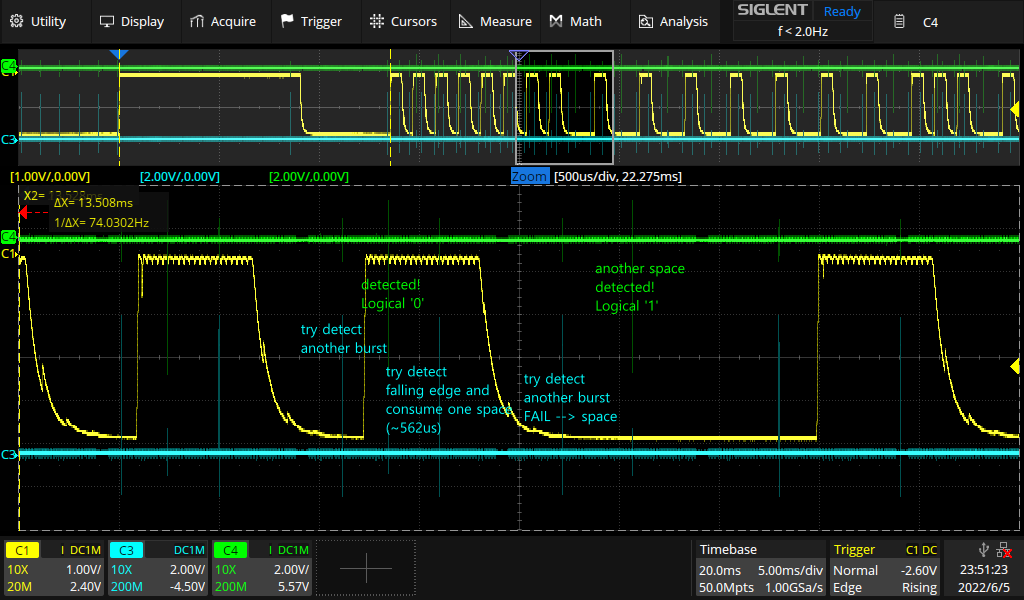 Utility
Display
Acquire
Trigger
Cursors
Measure
Math
Analysis
SIGLENT
Ready
f < 2.0Hz
C4
C4
C3
[1.00V/,0.00V]
[2.00V/,0.00V]
[2.00V/,0.00V]
Zoom
[500us/div, 22.275ms]
X2=
ΔX= 13.508ms
1/ΔX= 74.0302Hz
C4
C1
detected!
Logical '0'
another space
detected!
Logical '1'
try detect
another burst
try detect
falling edge and
consume one space
(~562us)
try detect
another burst
FAIL --> space
C3
C1
I DC1M
10X
1.00V/
20M
2.40V
C3
DC1M
10X
2.00V/
200M
-4.50V
C4
I DC1M
10X
2.00V/
200M
5.57V
Timebase
20.0ms
5.00ms/div
50.0Mpts
1.00GSa/s
Trigger
C1 DC
Normal
-2.60V
Edge
Rising
23:51:23
2022/6/5